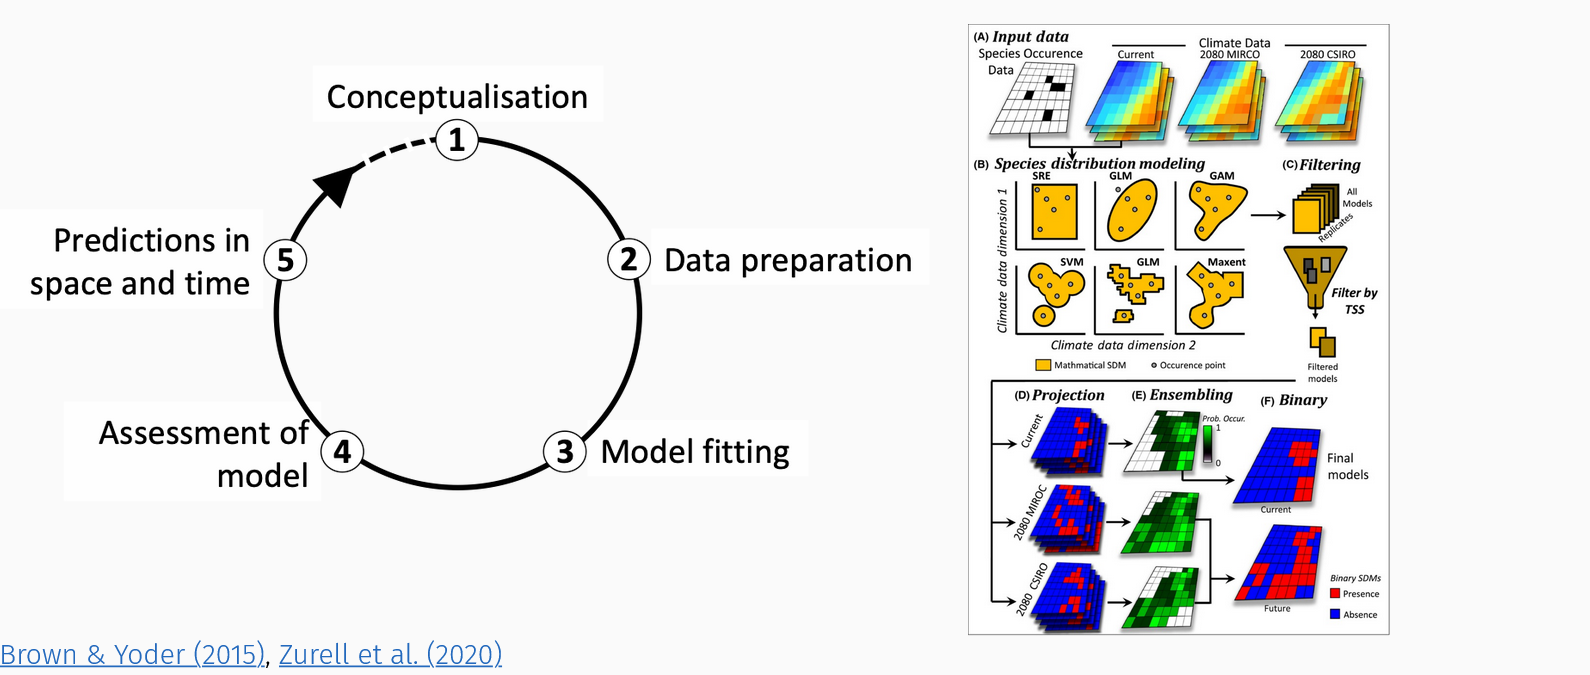 Conceptualisation
1
2
Data preparation
3
Model fitting
4
Assessment of
model
5
Predictions in
space and time
Brown & Yoder (2015), Zurell et al. (2020)
(A) Input data
Species Occurence
Data
Climate Data
Current
2080 MIRCO
2080 CSIRO
(B) Species distribution modeling
SRE
GLM
GAM
SVM
GLM
Maxent
Climate data dimension 1
Climate data dimension 2
Mathmatical SDM
Occurence point
(C) Filtering
All
Models
Replicates
Filter by
TSS
Filtered
models
(D) Projection
Current
2080 MIROC
2080 CSIRO
(E) Ensembling
Prob. Occur.
1
0
(F) Binary
Final
models
Current
Future
Binary SDMs
Presence
Absence